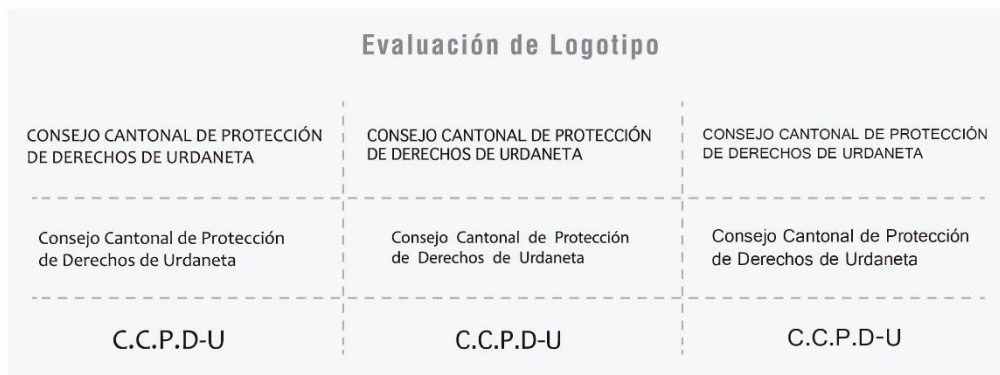 Evaluación de Logotipo
CONSEJO CANTONAL DE PROTECCIÓN
DE DERECHOS DE URDANETA
CONSEJO CANTONAL DE PROTECCIÓN
DE DERECHOS DE URDANETA
CONSEJO CANTONAL DE PROTECCIÓN
DE DERECHOS DE URDANETA
Consejo Cantonal de Protección
de Derechos de Urdaneta
Consejo Cantonal de Protección
de Derechos de Urdaneta
Consejo Cantonal de Protección
de Derechos de Urdaneta
C.C.P.D-U
C.C.P.D-U
C.C.P.D-U